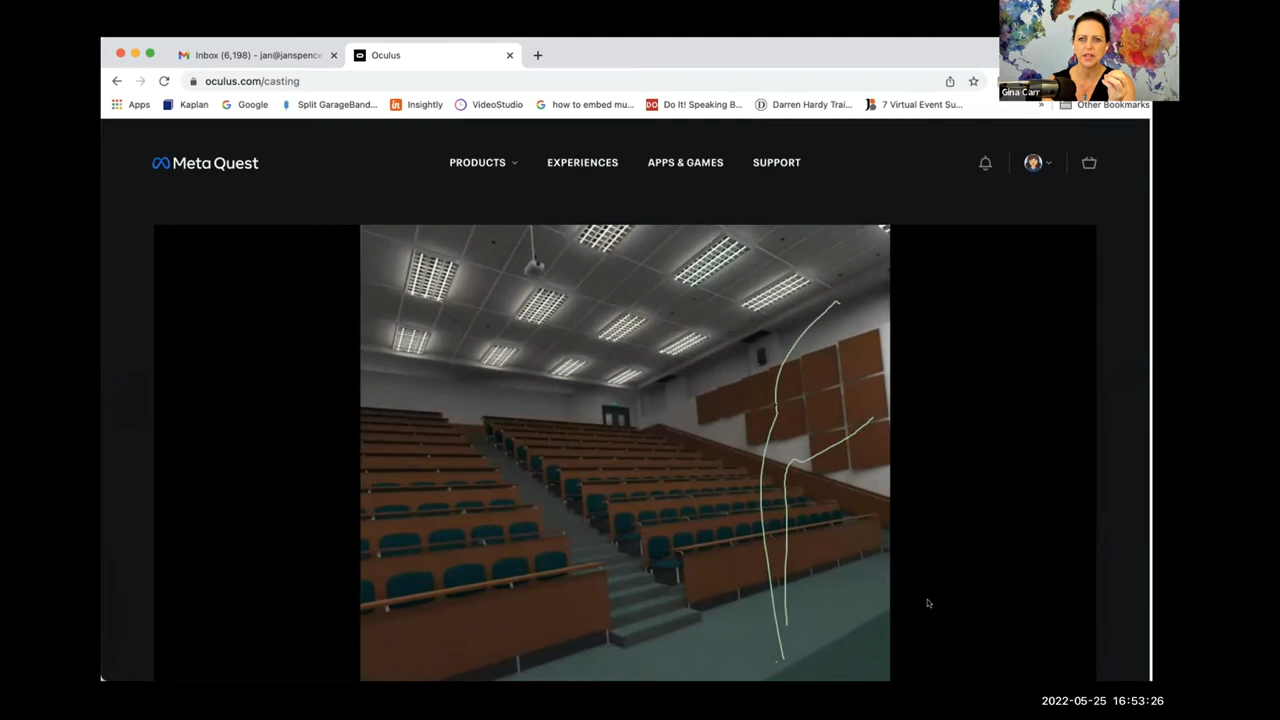 Inbox (6,198) - jan@janspence
Oculus
oculus.com/casting
Apps
Kaplan
Google
Split GarageBand...
Insightly
VideoStudio
how to embed mu...
Do It! Speaking B...
Darren Hardy Trai...
7 Virtual Event Su...
»
Other Bookmarks
Gina Carr
Meta Quest
PRODUCTS
EXPERIENCES
APPS & GAMES
SUPPORT
2022-05-25 16:53:26